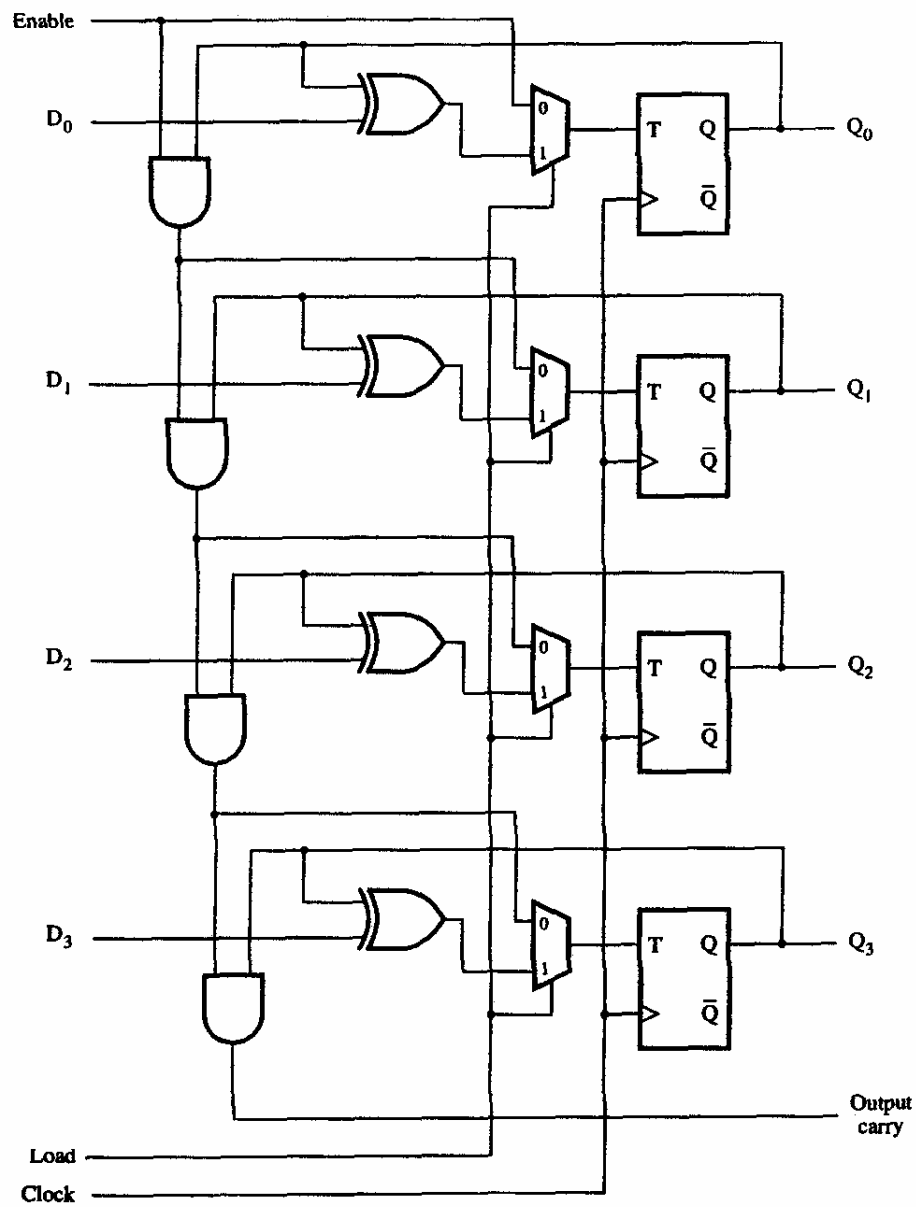 Enable
D₀
0
1
T Q
Q̅
Q₀
D₁
0
1
T Q
Q̅
Q₁
D₂
0
1
T Q
Q̅
Q₂
D₃
0
1
T Q
Q̅
Q₃
Output
carry
Load
Clock